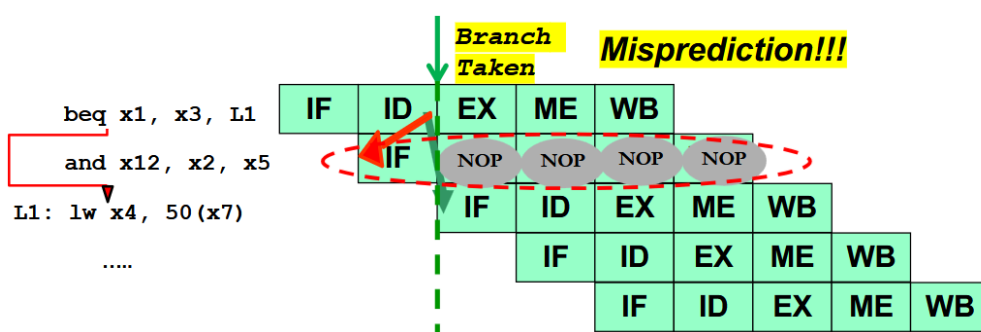 Branch
Taken
Misprediction!!!
beq x1, x3, L1
IF ID EX ME WB
and x12, x2, x5
IF NOP NOP NOP NOP
L1: lw x4, 50(x7)
IF ID EX ME WB
…..
IF ID EX ME WB
IF ID EX ME WB